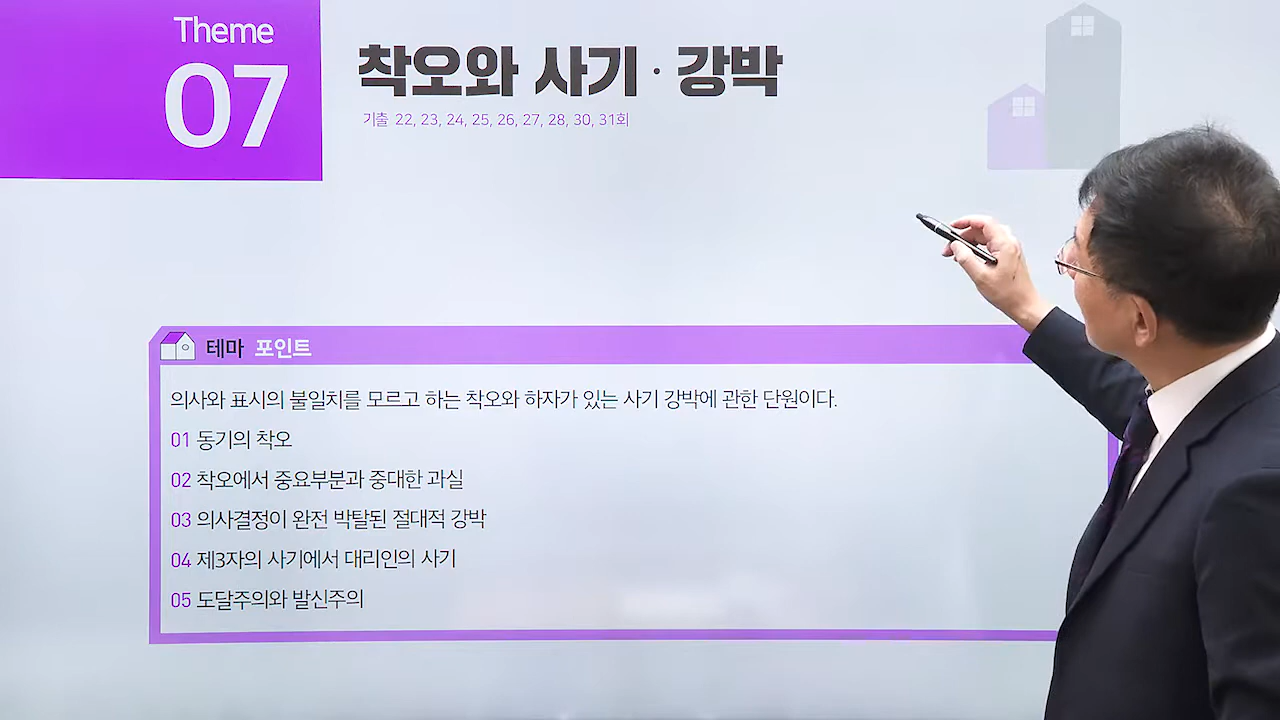 Theme
07
착오와 사기 · 강박
기출 22, 23, 24, 25, 26, 27, 28, 30, 31회
테마 포인트
의사와 표시의 불일치를 모르고 하는 착오와 하자가 있는 사기 강박에 관한 단원이다.
01 동기의 착오
02 착오에서 중요부분과 중대한 과실
03 의사결정이 완전 박탈된 절대적 강박
04 제3자의 사기에서 대리인의 사기
05 도달주의와 발신주의